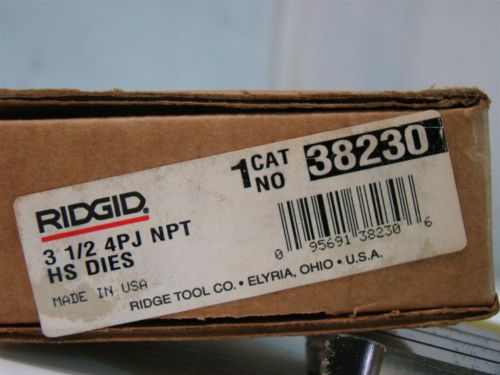 RIDGID.
3 1/2 4PJ NPT
HS DIES
MADE IN USA
1 CAT NO 38230
0 95691 38230 6
RIDGE TOOL CO. • ELYRIA, OHIO • U.S.A.